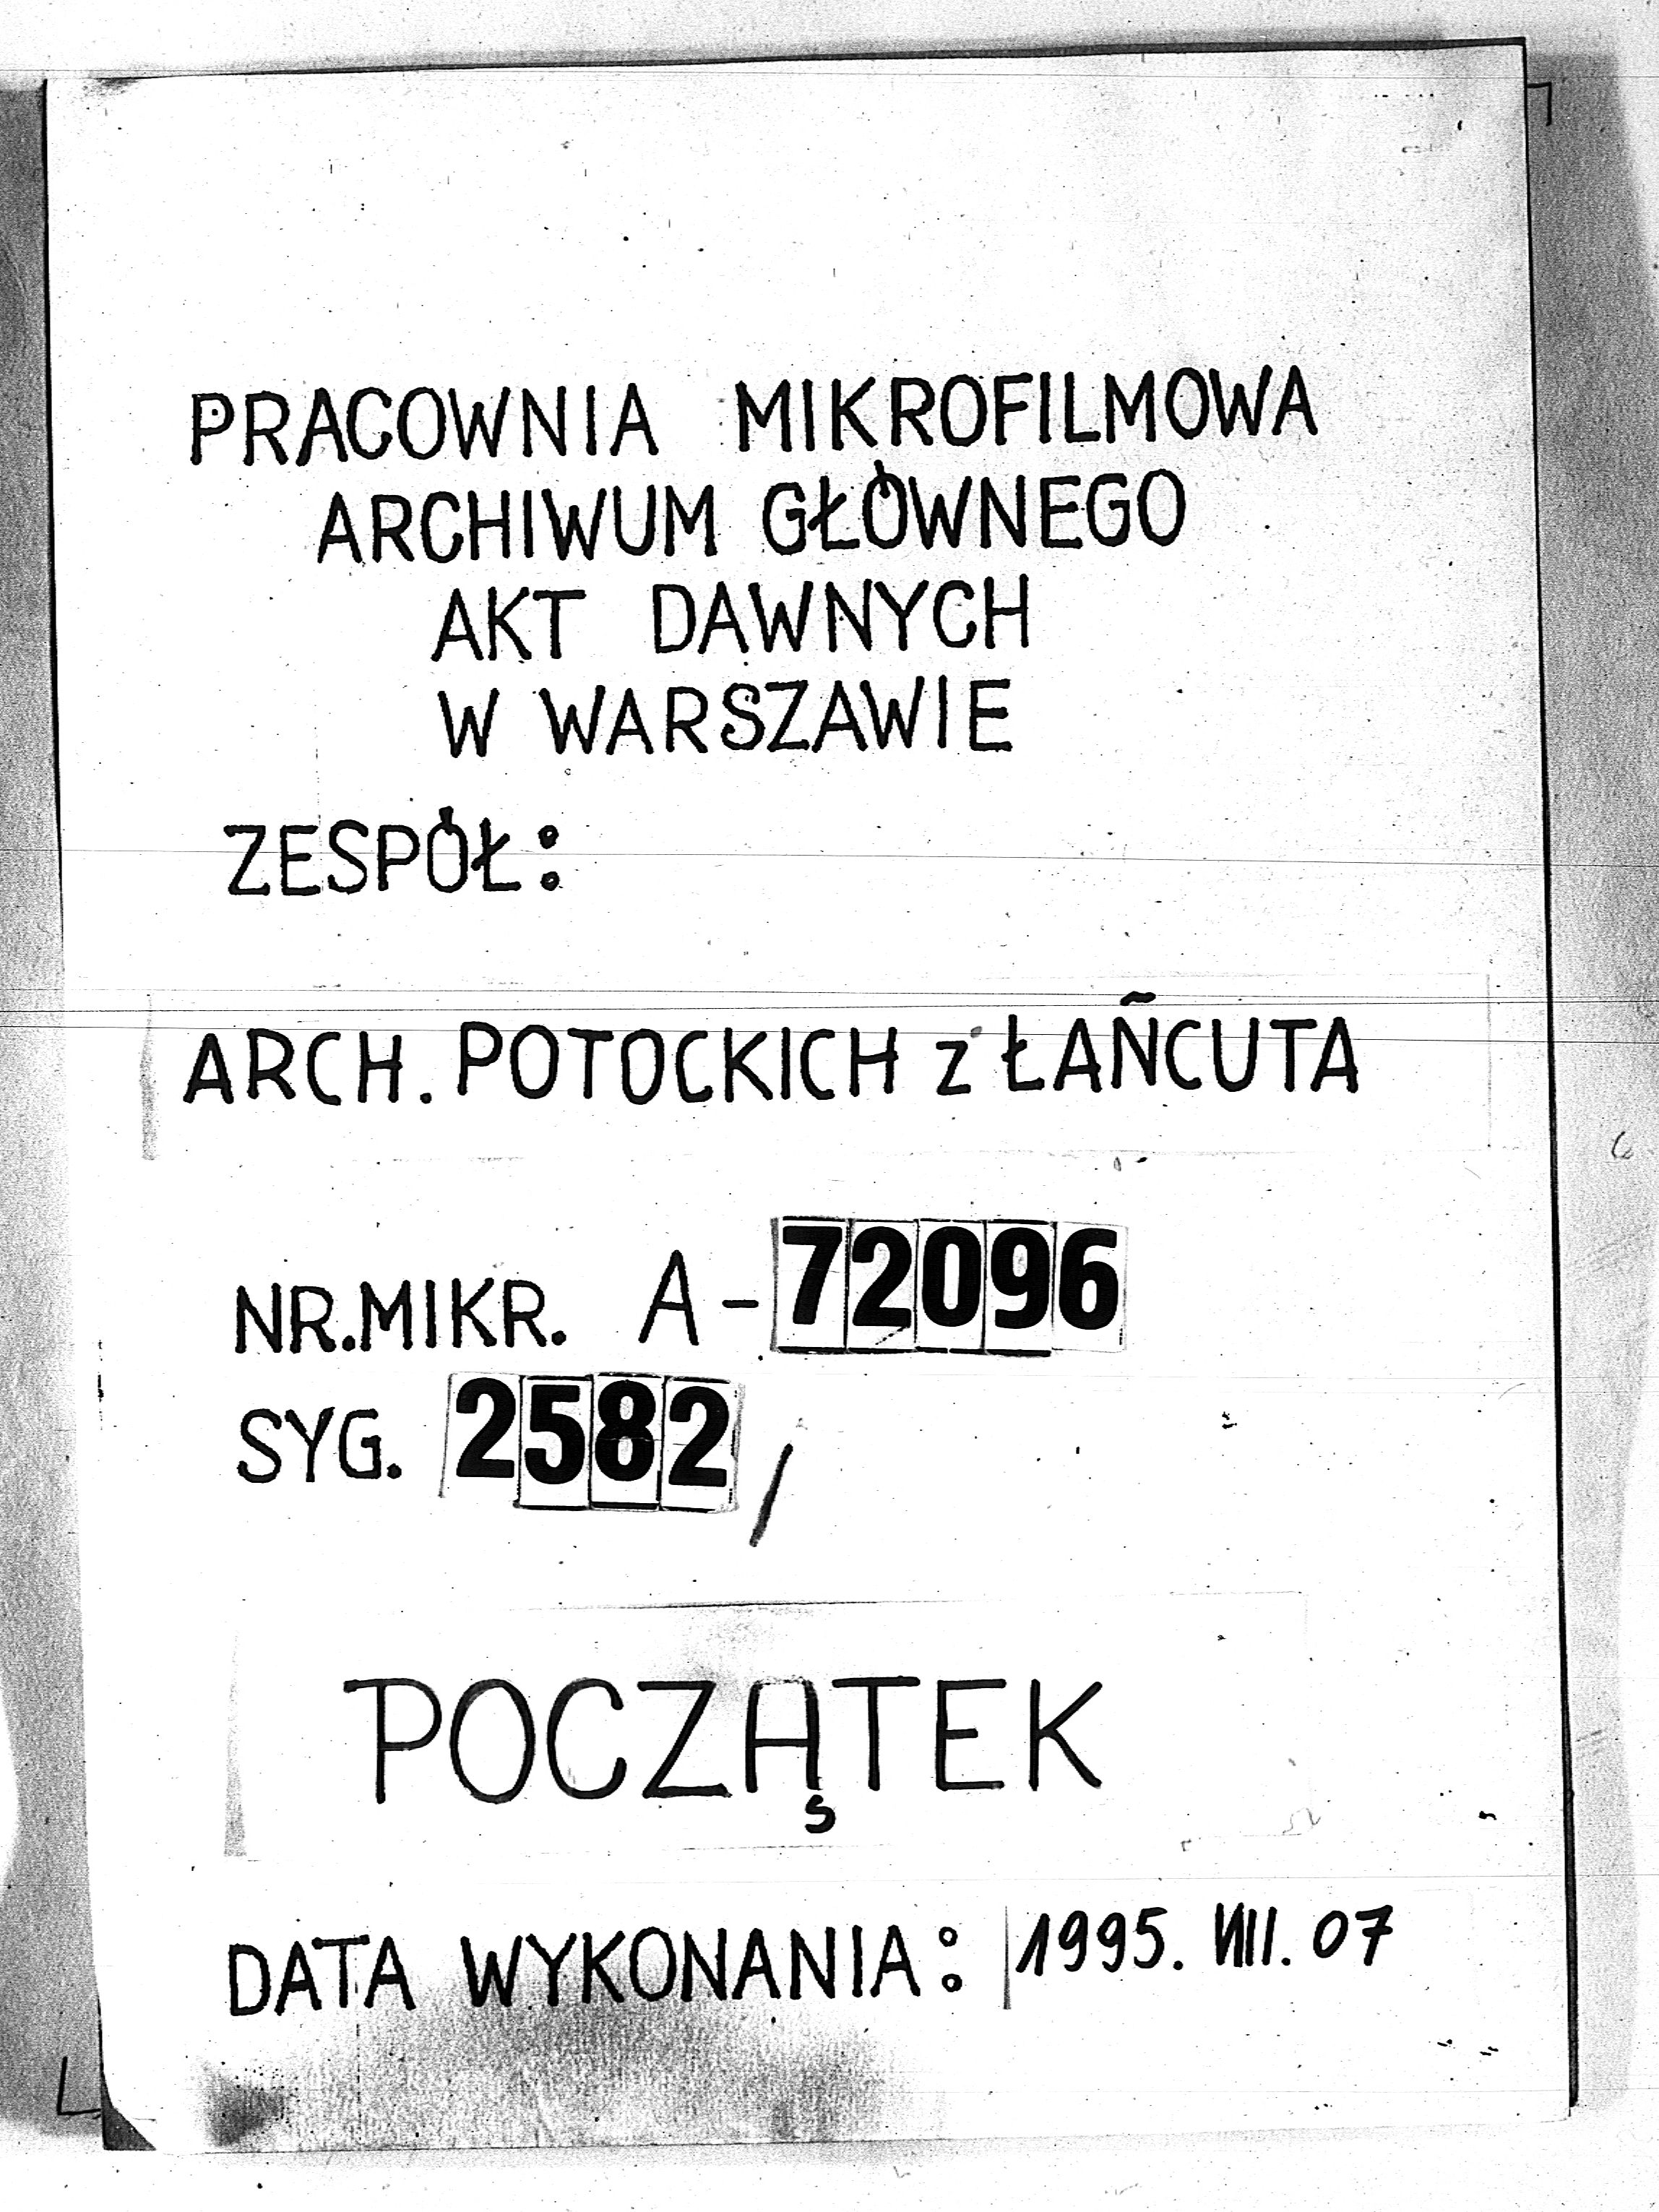 PRACOWNIA MIKROFILMOWA
ARCHIWUM GŁÓWNEGO
AKT DAWNYCH
W WARSZAWIE
ZESPÓŁ:
ARCH. POTOCKICH z ŁAŃCUTA
NR.MIKR. A-72096
SYG. 2582/
POCZĄTEK
DATA WYKONANIA: 1995. VIII. 07